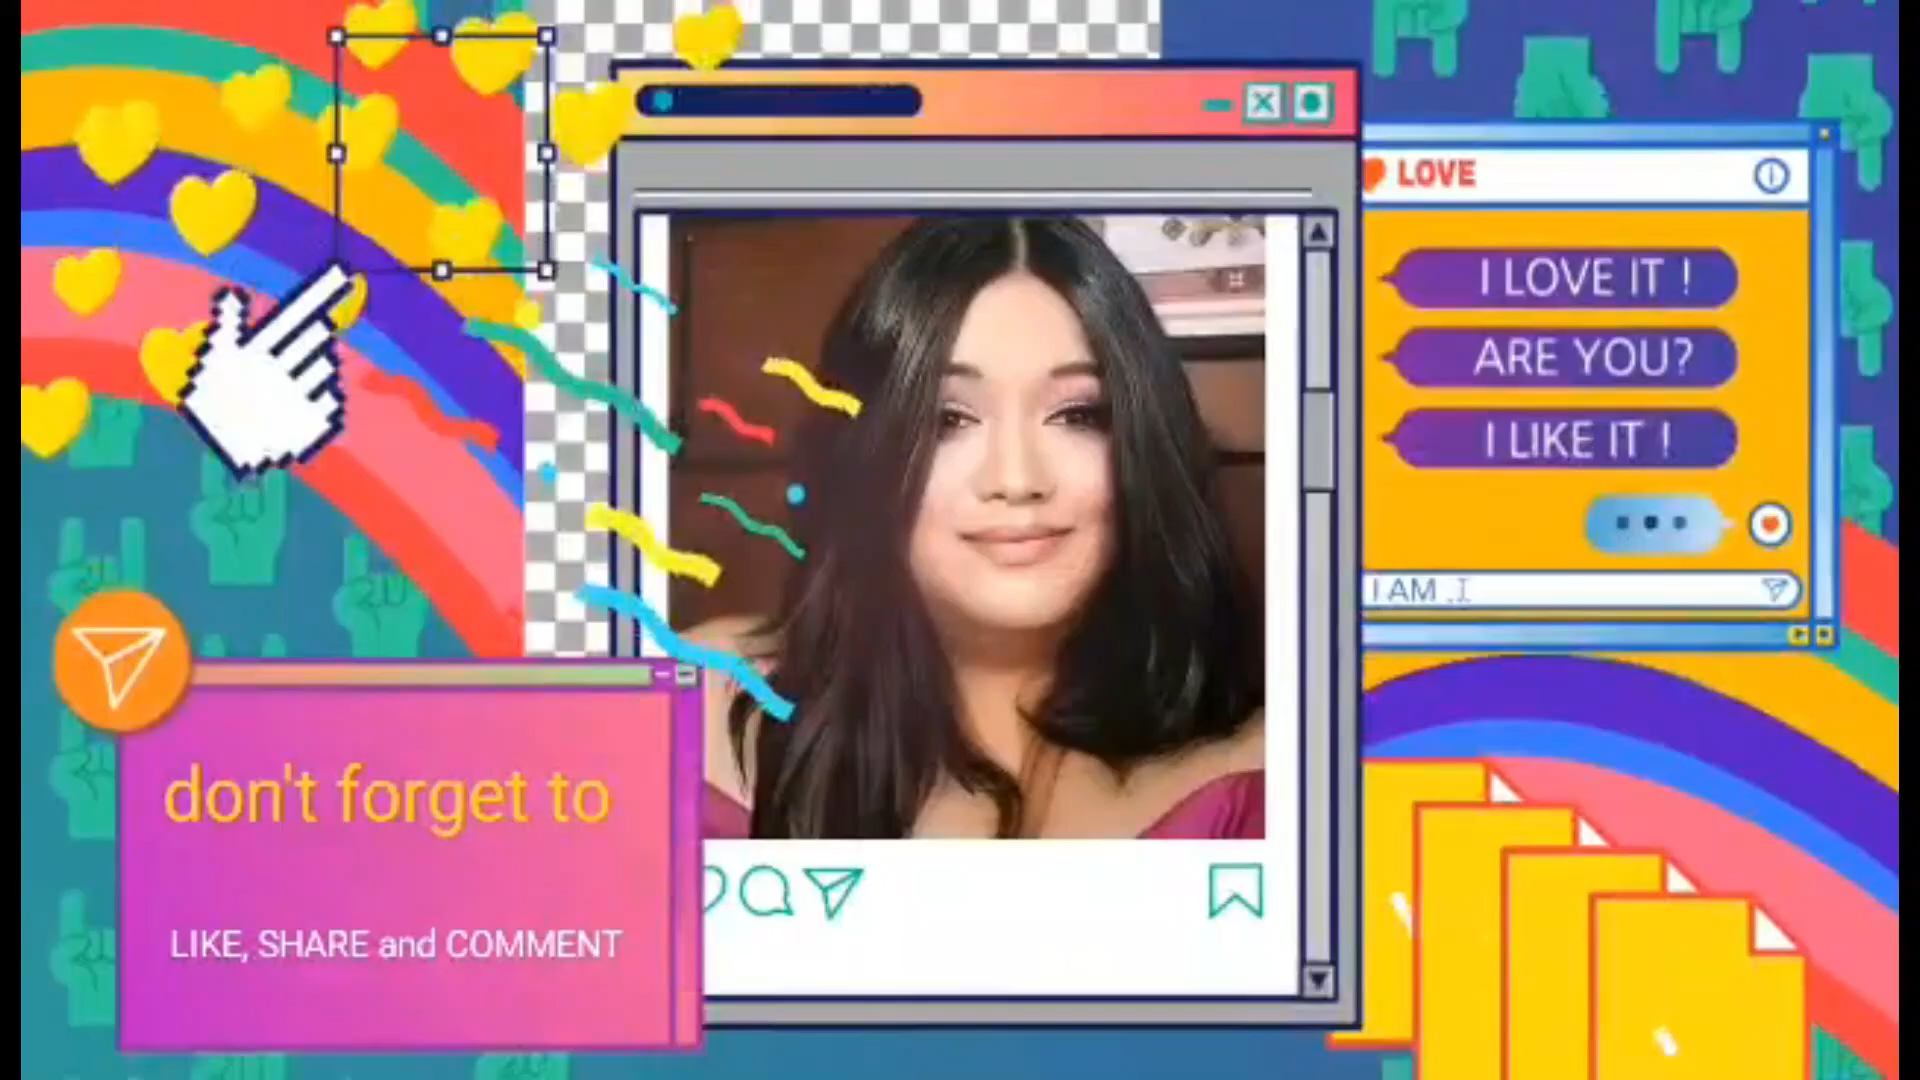 LOVE
I LOVE IT !
ARE YOU?
I LIKE IT !
I AM ..
don't forget to
LIKE, SHARE and COMMENT